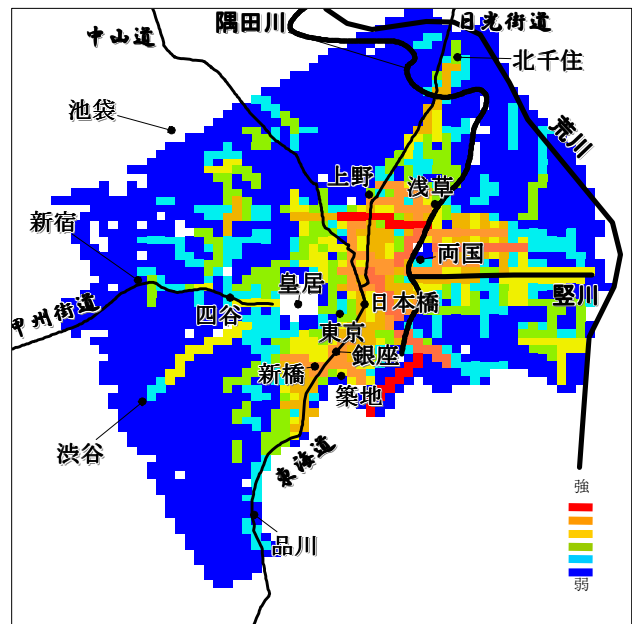 隅田川
日光街道
中山道
北千住
池袋
荒川
上野
浅草
新宿
両国
皇居
竪川
甲州街道
四谷
日本橋
東京
銀座
新橋
築地
渋谷
東海道
品川
強
弱